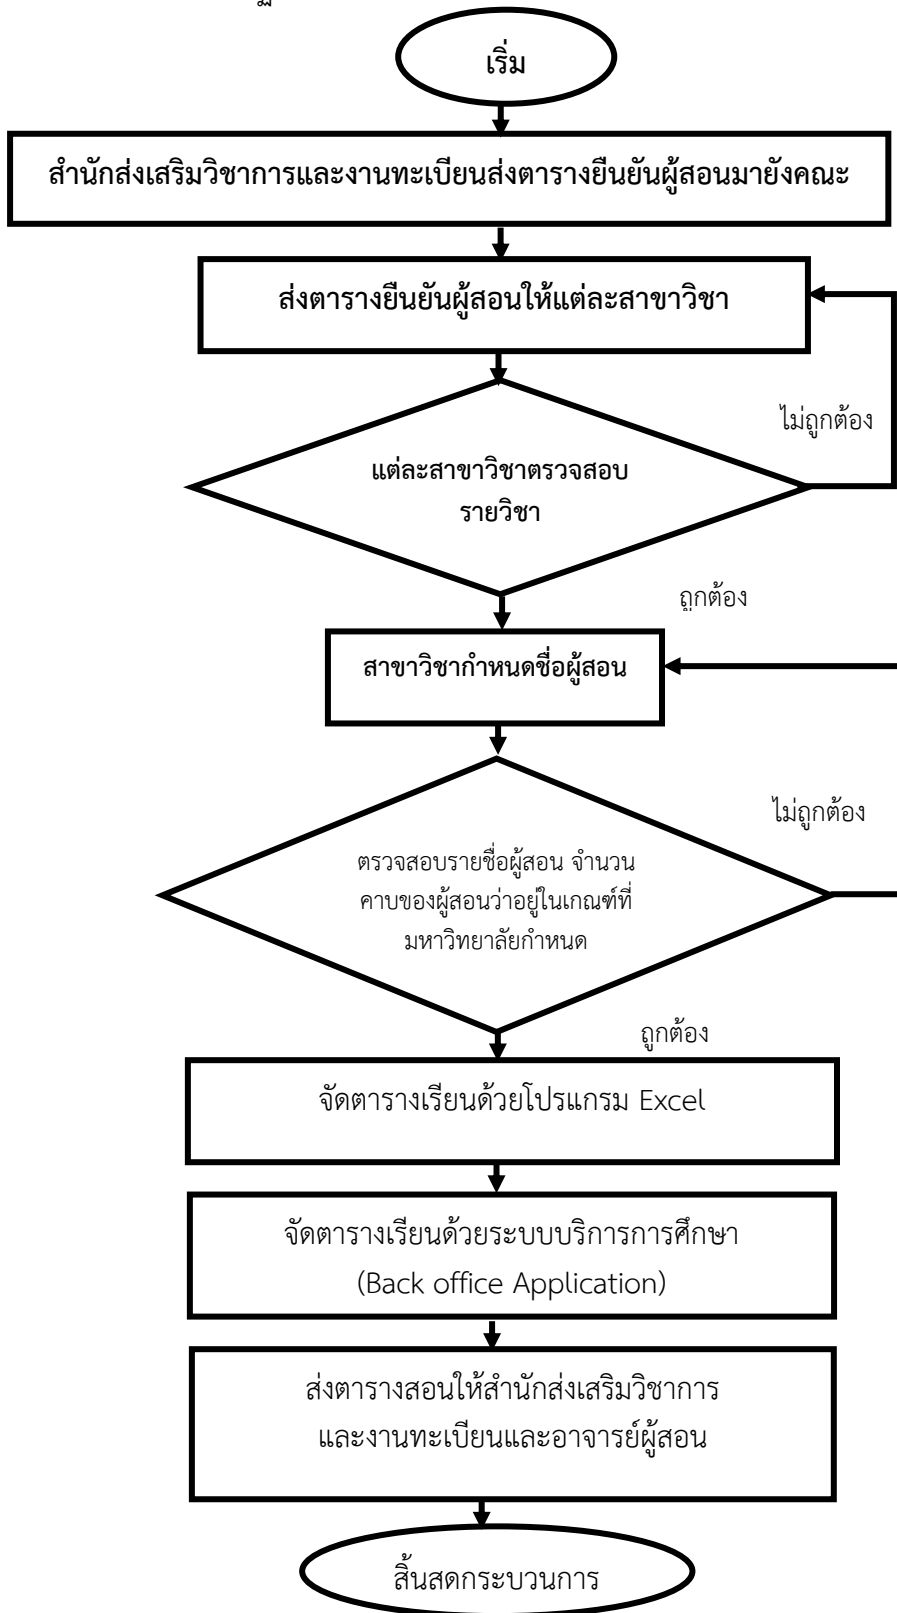 เริ่ม
สำนักส่งเสริมวิชาการและงานทะเบียนส่งตารางยืนยันผู้สอนมายังคณะ
ส่งตารางยืนยันผู้สอนให้แต่ละสาขาวิชา
ไม่ถูกต้อง
แต่ละสาขาวิชาตรวจสอบ
รายวิชา
ถูกต้อง
สาขาวิชากำหนดชื่อผู้สอน
ไม่ถูกต้อง
ตรวจสอบรายชื่อผู้สอน จำนวน
คาบของผู้สอนว่าอยู่ในเกณฑ์ที่
มหาวิทยาลัยกำหนด
ถูกต้อง
จัดตารางเรียนด้วยโปรแกรม Excel
จัดตารางเรียนด้วยระบบบริการการศึกษา
(Back office Application)
ส่งตารางสอนให้สำนักส่งเสริมวิชาการ
และงานทะเบียนและอาจารย์ผู้สอน
สิ้นสดกระบวนการ